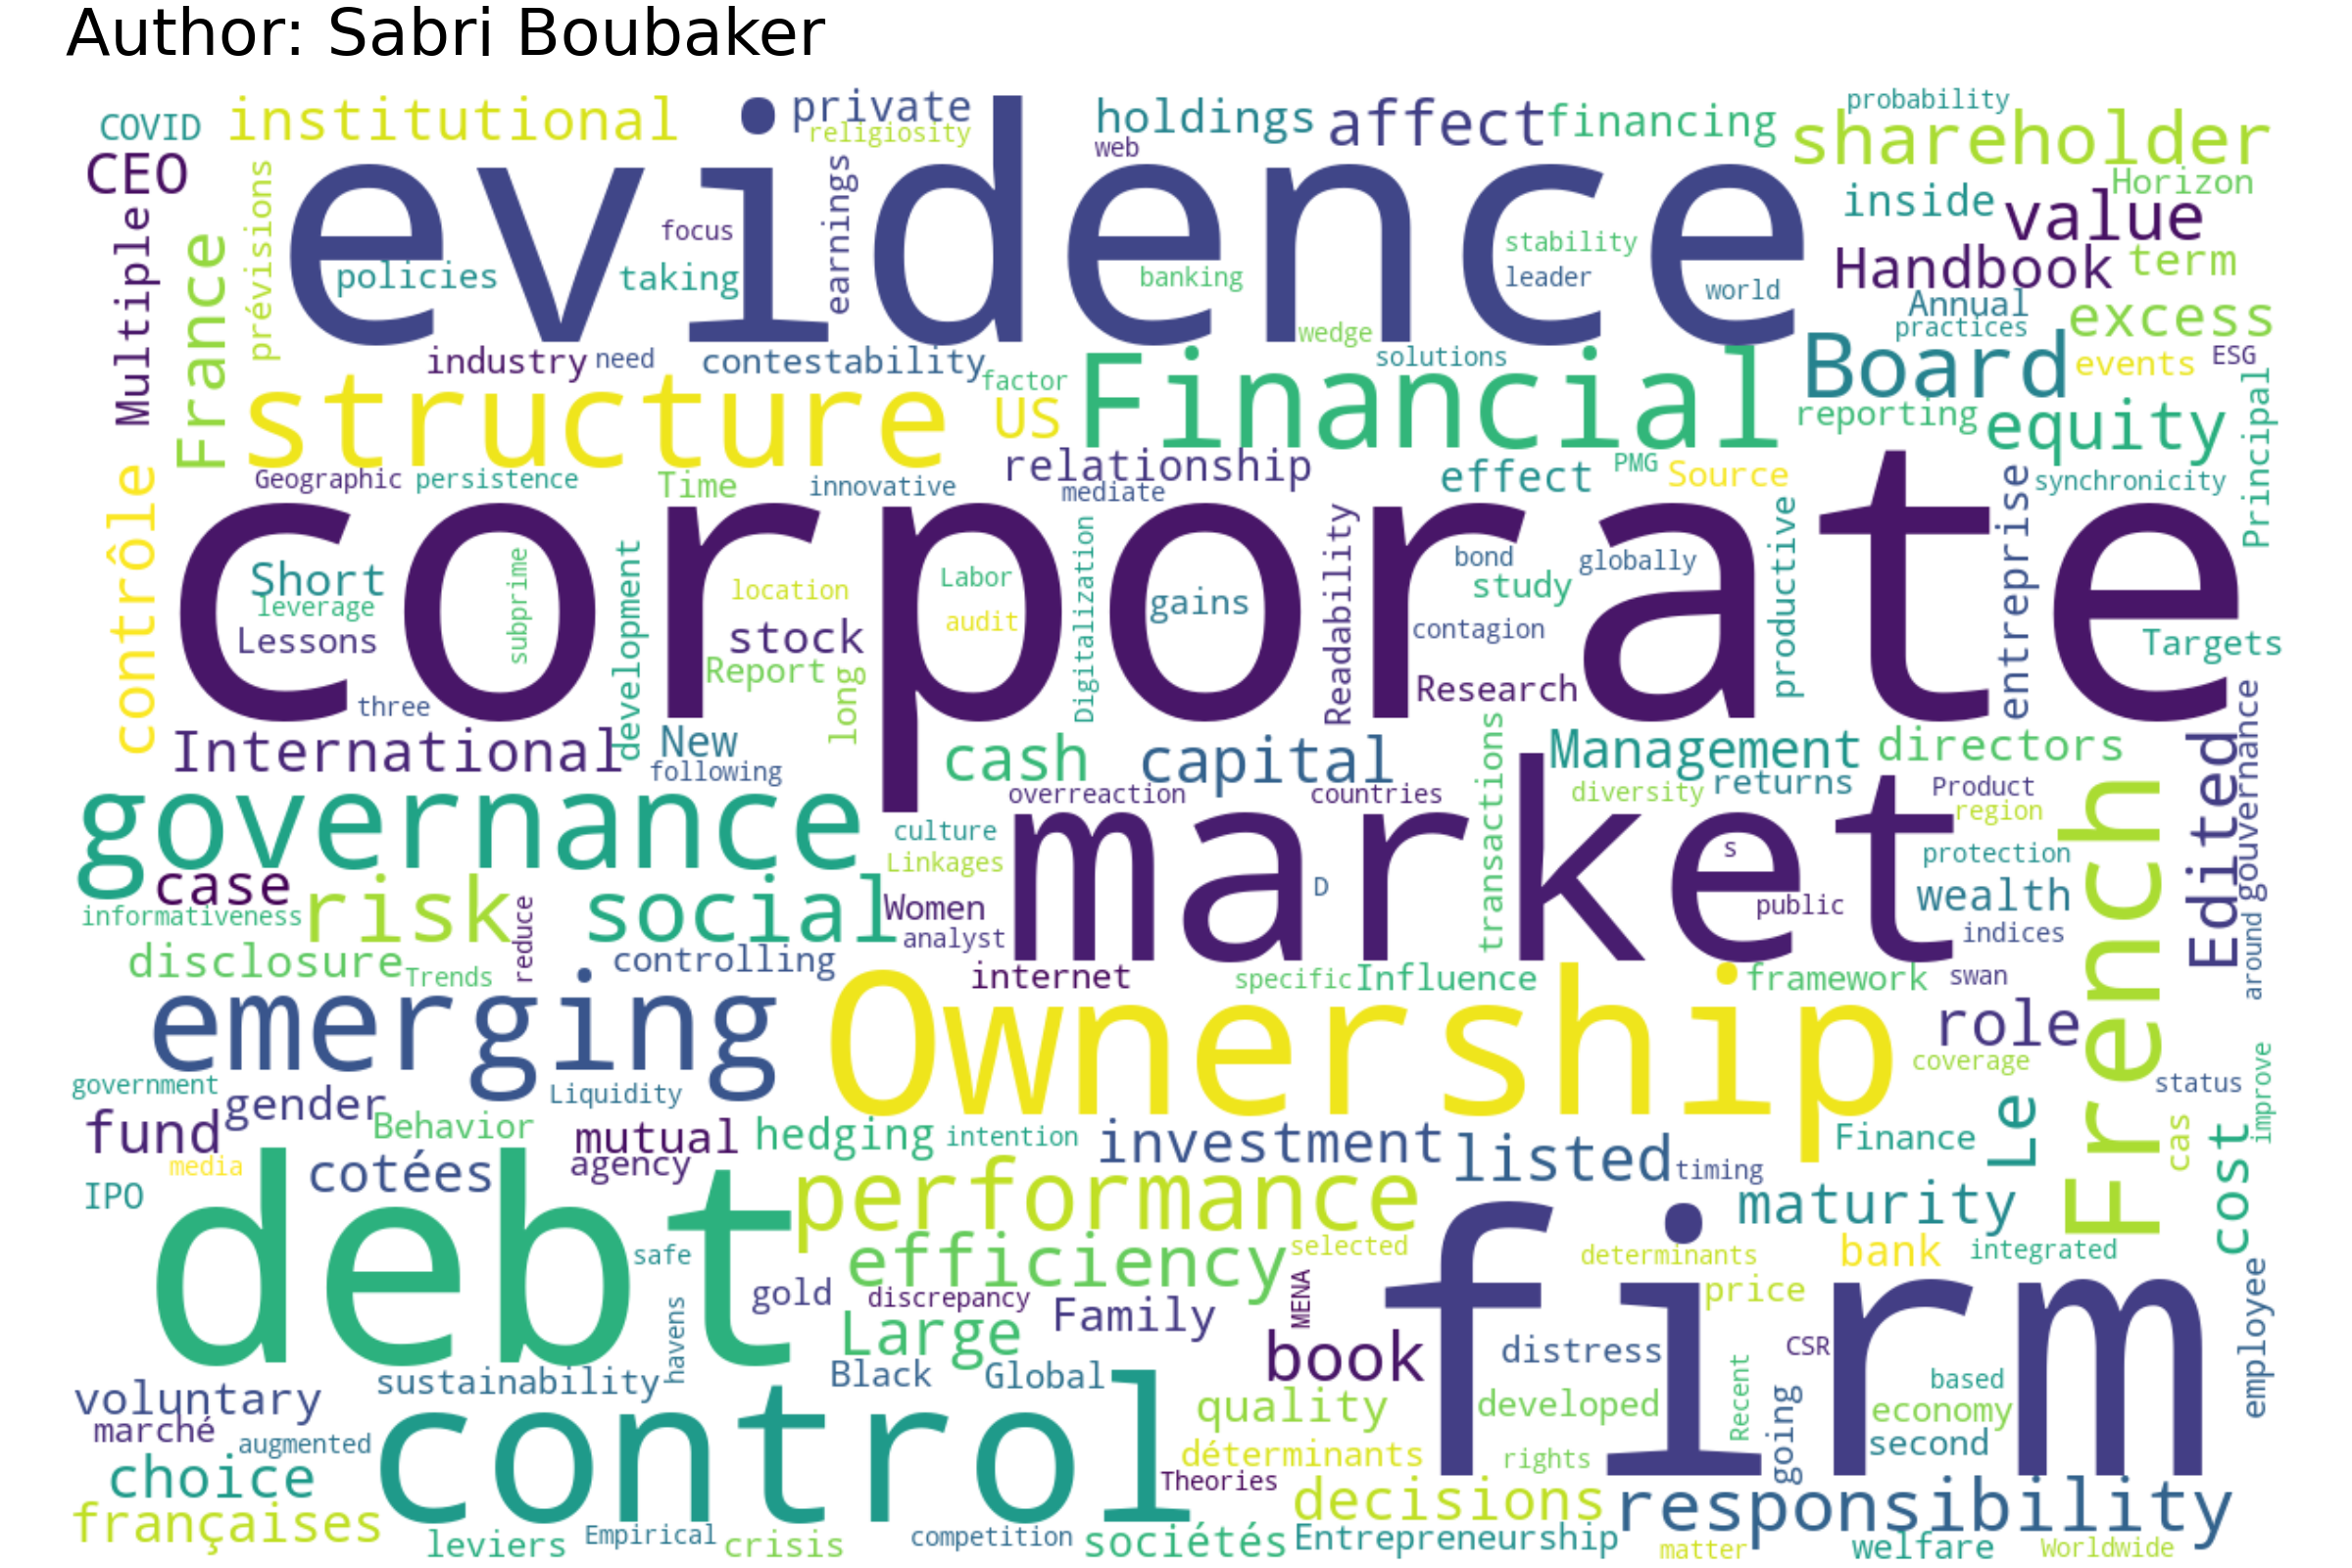 Author: Sabri Boubaker
COVID
institutional
private
religiosity
holdings
web
affect
financing
probability
shareholder
CEO
Horizon
evidence
prévisions
earnings
inside
value
Multiple
France
focus
policies
taking
banking
stability
leader
world
Handbook
term
Annual
practices
excess
wedge
industry
need
contestability
factor
solutions
Board
events
ESG
structure
US
Financial
reporting
equity
Principal
contrôle
Geographic
persistence
Time
innovative
relationship
mediate
effect
PMG
Source
entreprise
synchronicity
corporate
Short
leverage
Lessons
subprime
development
location
Labor
audit
Digitalization
gains
Readability
bond
study
globally
contagion
productive
stock
Report
long
Research
Targets
three
International
New
following
cash
capital
transactions
Management
directors
gouvernance
Edited
governance
overreaction
countries
diversity
returns
Product
region
culture
Linkages
market
s
D
public
protection
wealth
indices
French
case
informativeness
risk
reduce
social
Women
analyst
around
disclosure
Trends
controlling
internet
specific
Influence
framework
swan
emerging
Ownership
role
coverage
government
gender
Liquidity
status
improve
fund
Behavior
mutual
hedging
intention
investment
listed
timing
Finance
Le
cas
cost
media
cotées
agency
IPO
debt
performance
maturity
safe
efficiency
selected
determinants
bank
integrated
gold
discrepancy
Family
MENA
firm
price
employee
havens
Large
book
distress
CSR
sustainability
Black
Global
voluntary
marché
augmented
control
quality
developed
Recent
going
based
economy
second
choice
déterminants
rights
Theories
françaises
leviers
Empirical
crisis
competition
sociétés
decisions
Entrepreneurship
responsibility
matter
welfare
Worldwide